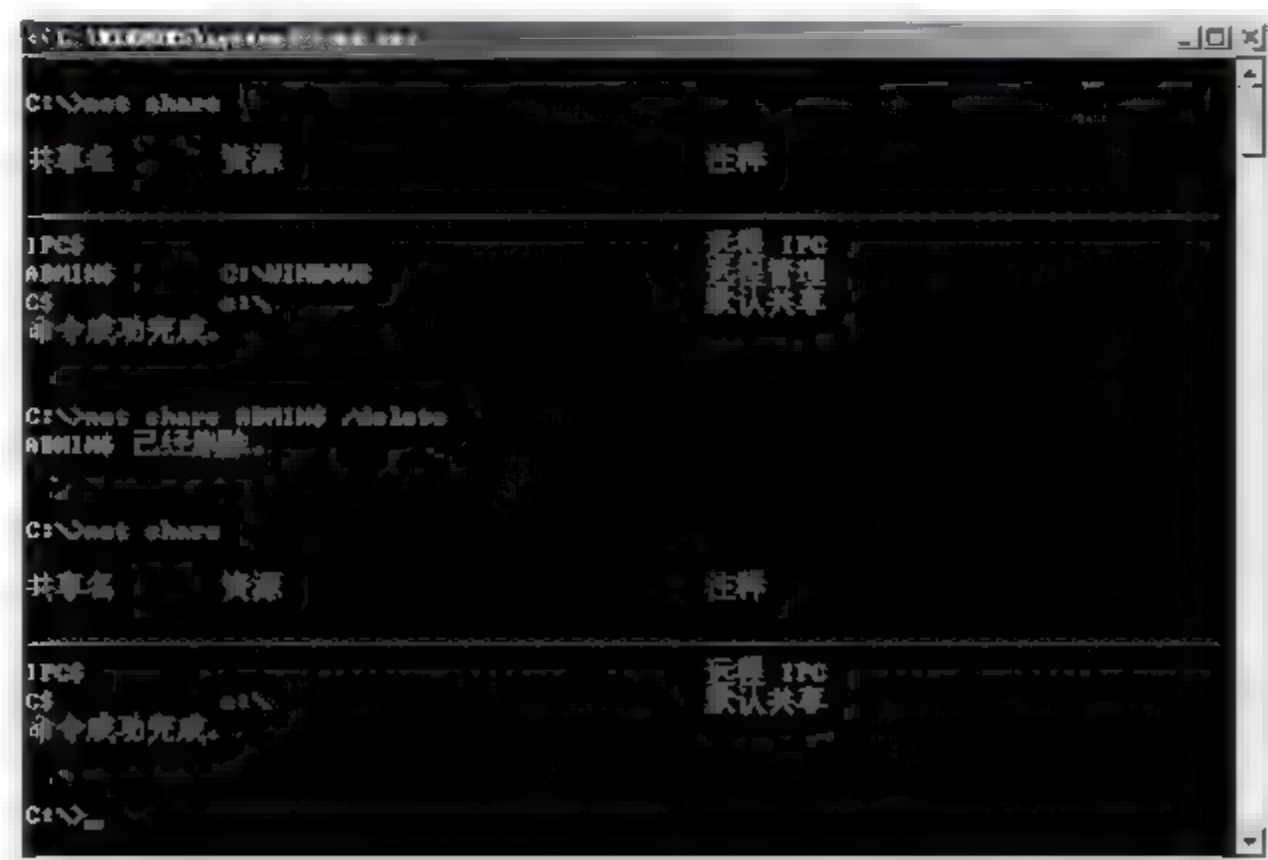 C:\>net share
共享名 资源 注释
IPC$ 远程 IPC
ADMIN$ C:\WINDOWS 远程管理
C$ c:\ 默认共享
命令成功完成。
C:\>net share ADMIN$ /delete
ADMIN$ 已经删除。
C:\>net share
共享名 资源 注释
IPC$ 远程 IPC
C$ c:\ 默认共享
命令成功完成。
C:\>_